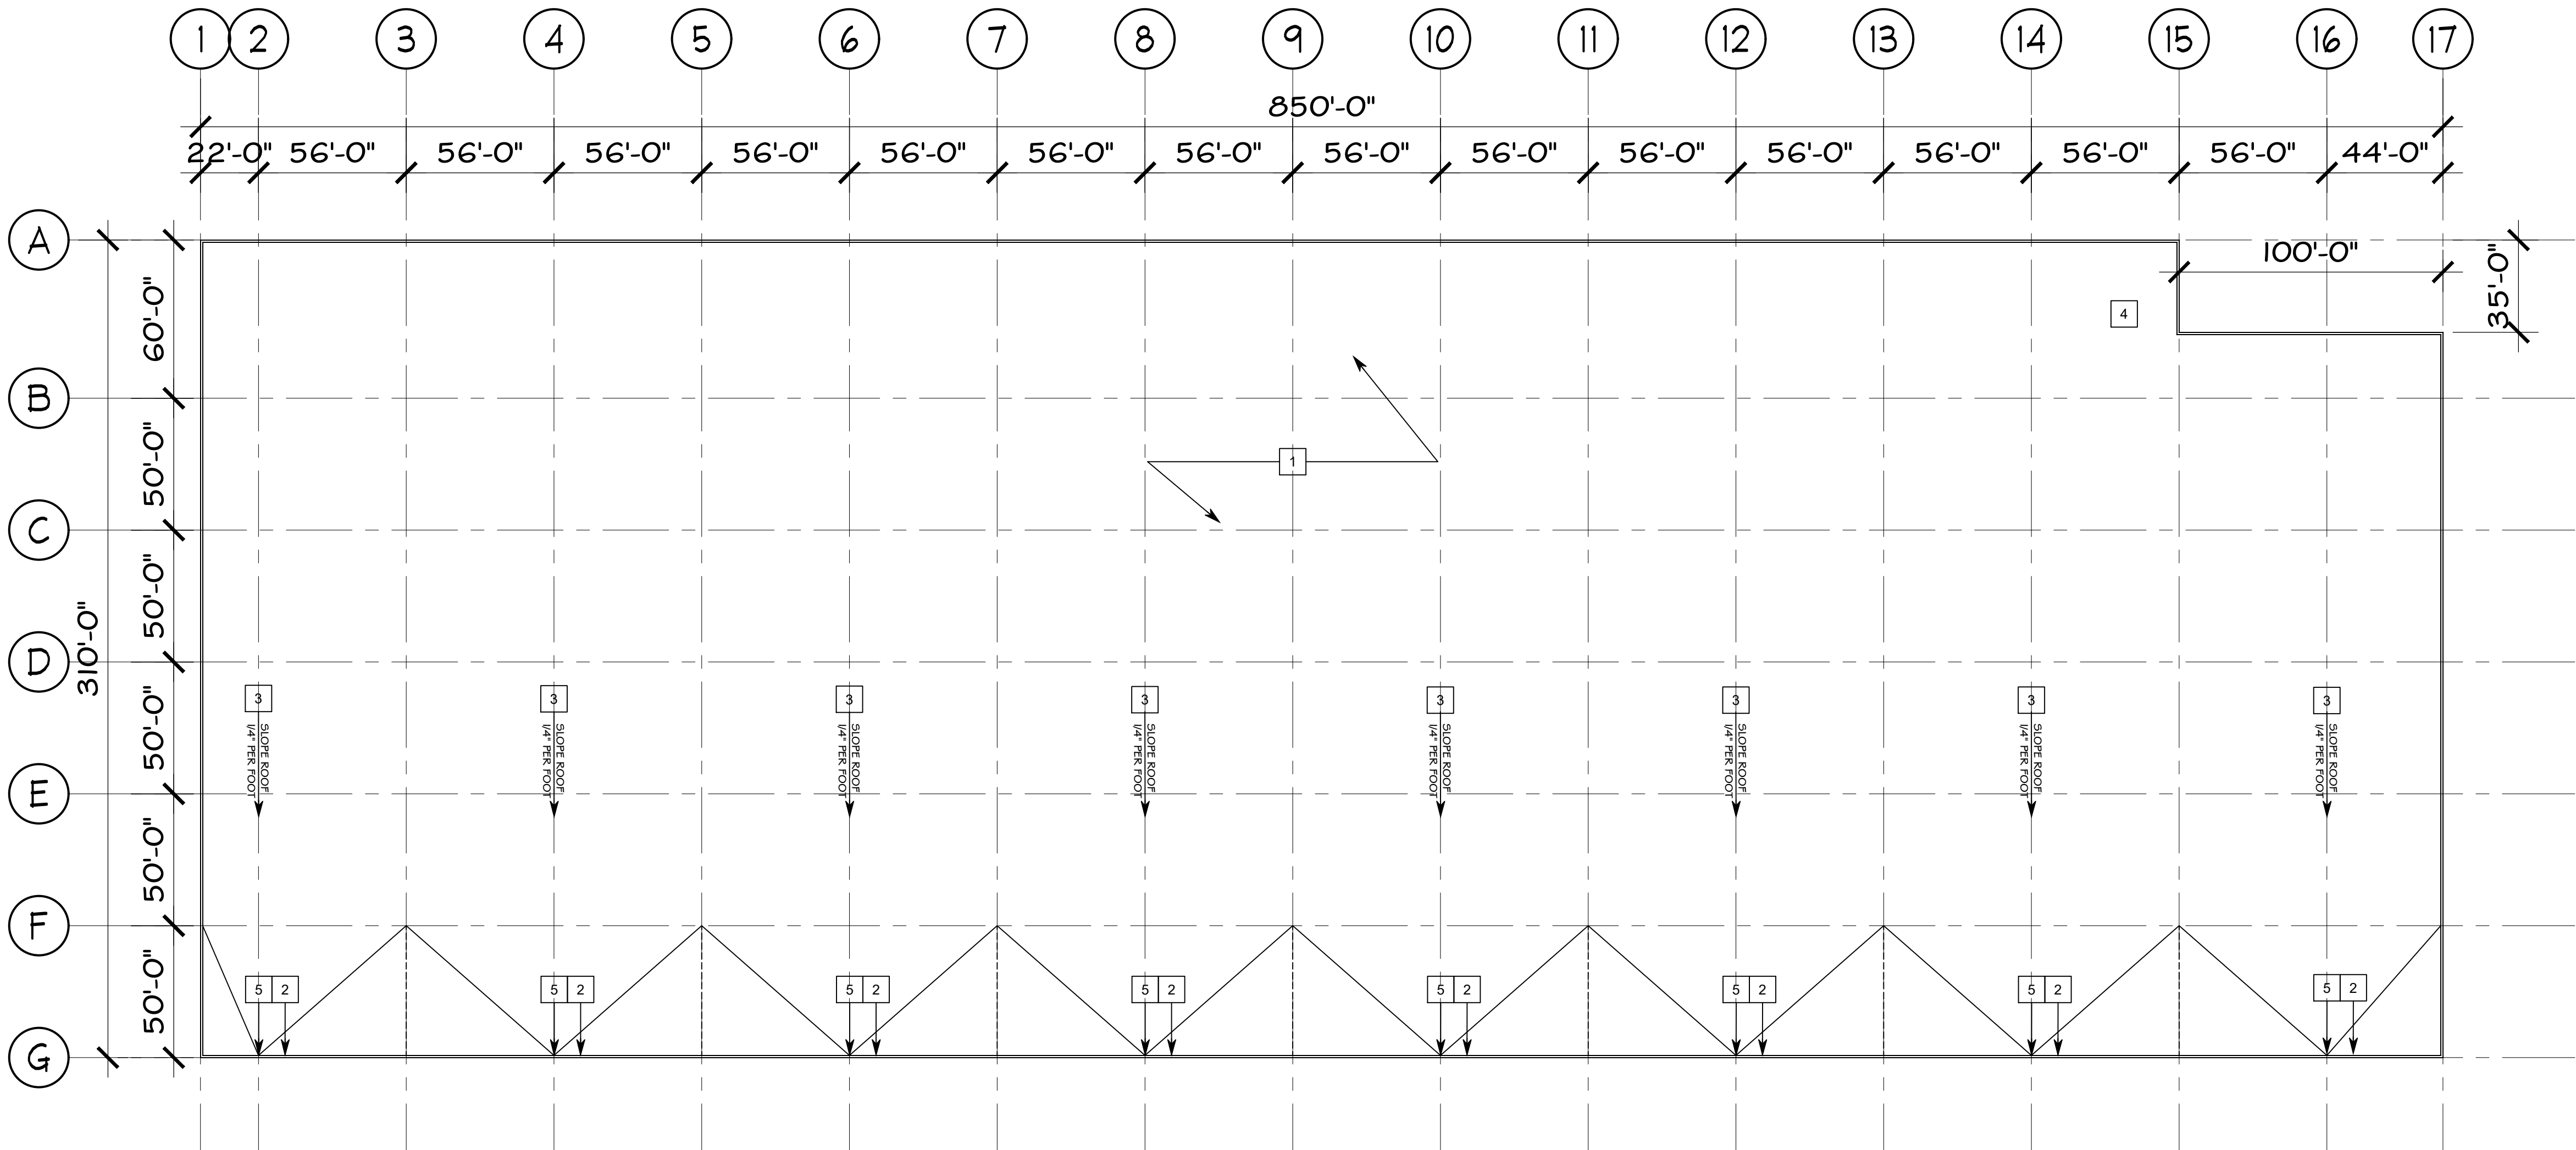 1 2 3 4 5 6 7 8 9 10 11 12 13 14 15 16 17
850'-0"
22'-0" 56'-0" 56'-0" 56'-0" 56'-0" 56'-0" 56'-0" 56'-0" 56'-0" 56'-0" 56'-0" 56'-0" 56'-0" 56'-0" 56'-0" 44'-0"
A
100'-0"
35'-0"
60'-0"
4
B
50'-0"
1
C
50'-0"
310'-0"
D
3 3 3 3 3 3 3 3
50'-0"
SLOPE ROOF
1/4" PER FOOT
SLOPE ROOF
1/4" PER FOOT
SLOPE ROOF
1/4" PER FOOT
SLOPE ROOF
1/4" PER FOOT
SLOPE ROOF
1/4" PER FOOT
SLOPE ROOF
1/4" PER FOOT
SLOPE ROOF
1/4" PER FOOT
SLOPE ROOF
1/4" PER FOOT
E
50'-0"
F
50'-0"
5 2 5 2 5 2 5 2 5 2 5 2 5 2 5 2
G